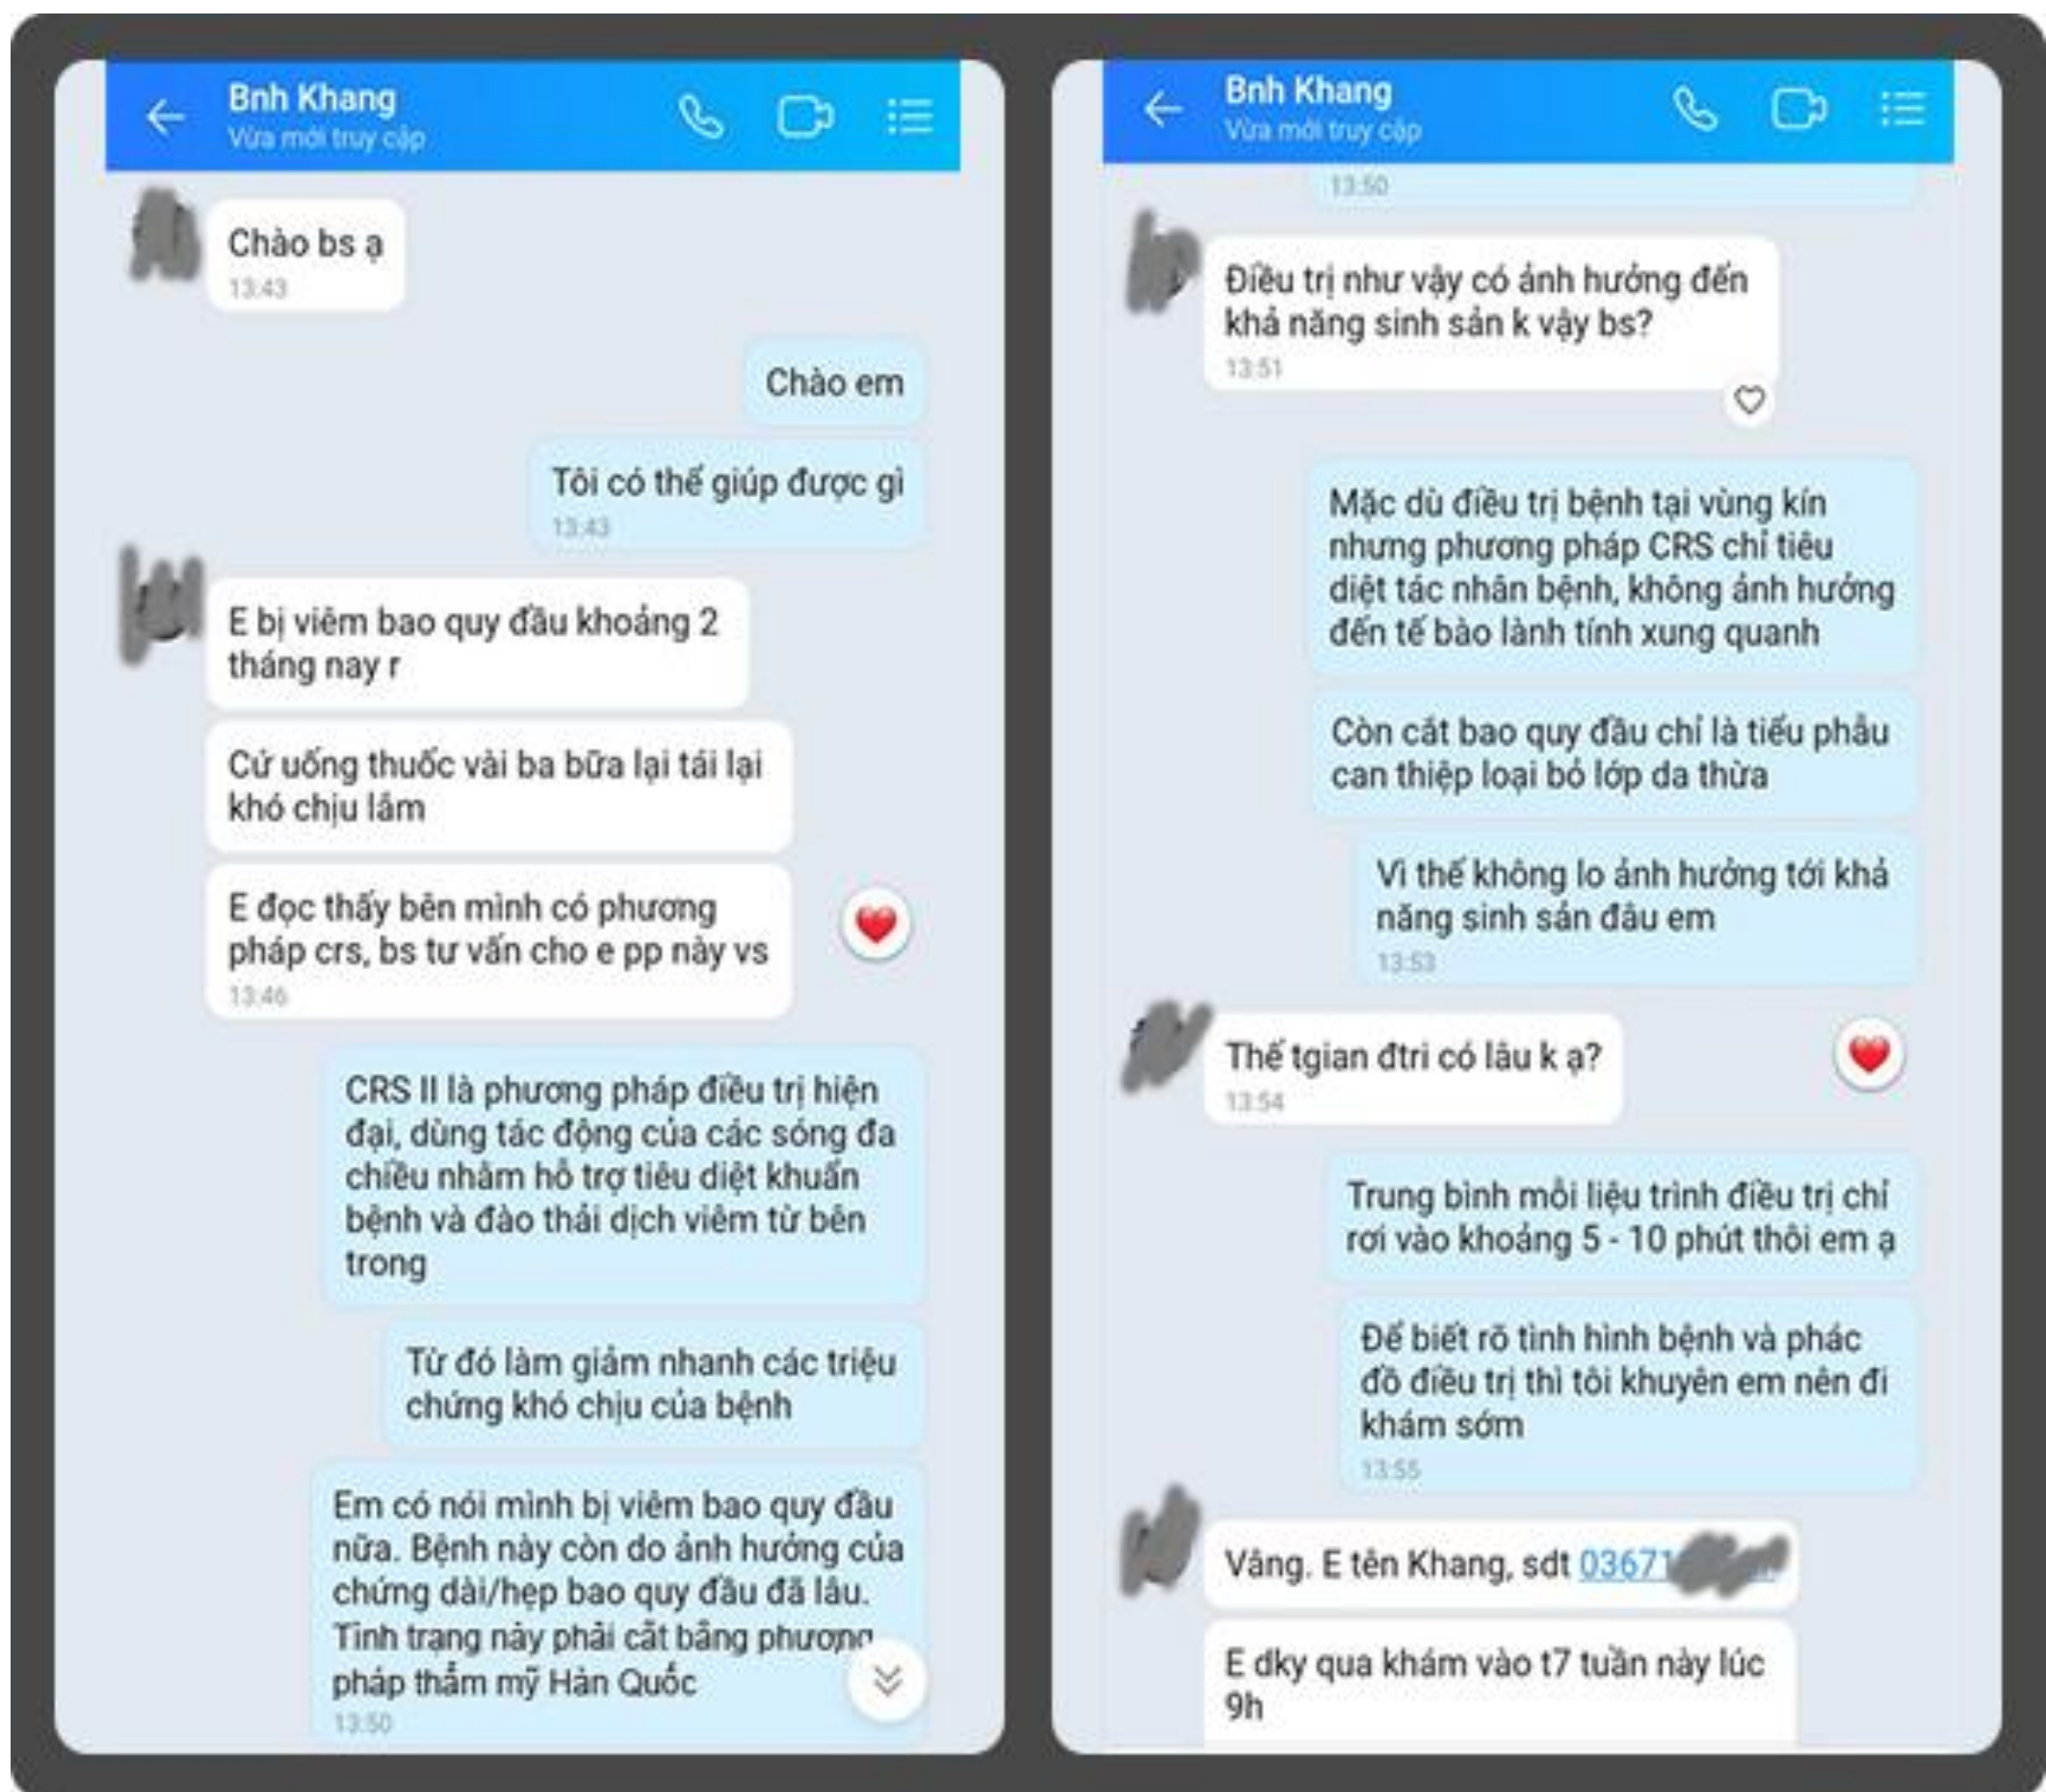 Bnh Khang
Vừa mới truy cập
Chào bs ạ
13:43
Chào em
Tôi có thể giúp được gì
13:43
E bị viêm bao quy đầu khoảng 2
tháng nay r
Cứ uống thuốc vài ba bữa lại tái lại
khó chịu lắm
E đọc thấy bên mình có phương
pháp crs, bs tư vấn cho e pp này vs
13:46
CRS II là phương pháp điều trị hiện
đại, dùng tác động của các sóng đa
chiều nhằm hỗ trợ tiêu diệt khuẩn
bệnh và đào thải dịch viêm từ bên
trong
Từ đó làm giảm nhanh các triệu
chứng khó chịu của bệnh
Em có nói mình bị viêm bao quy đầu
nữa. Bệnh này còn do ảnh hưởng của
chứng dài/hẹp bao quy đầu đã lâu.
Tình trạng này phải cắt bằng phương
pháp thẩm mỹ Hàn Quốc
13:50
Bnh Khang
Vừa mới truy cập
13:50
Điều trị như vậy có ảnh hưởng đến
khả năng sinh sản k vậy bs?
13:51
Mặc dù điều trị bệnh tại vùng kín
nhưng phương pháp CRS chỉ tiêu
diệt tác nhân bệnh, không ảnh hưởng
đến tế bào lành tính xung quanh
Còn cắt bao quy đầu chỉ là tiểu phẫu
can thiệp loại bỏ lớp da thừa
Vì thế không lo ảnh hưởng tới khả
năng sinh sản đâu em
13:53
Thế tgian đtri có lâu k ạ?
13:54
Trung bình mỗi liệu trình điều trị chỉ
rơi vào khoảng 5 - 10 phút thôi em ạ
Để biết rõ tình hình bệnh và phác
đồ điều trị thì tôi khuyên em nên đi
khám sớm
13:55
Vâng. E tên Khang, sdt 03671
E dky qua khám vào t7 tuần này lúc
9h